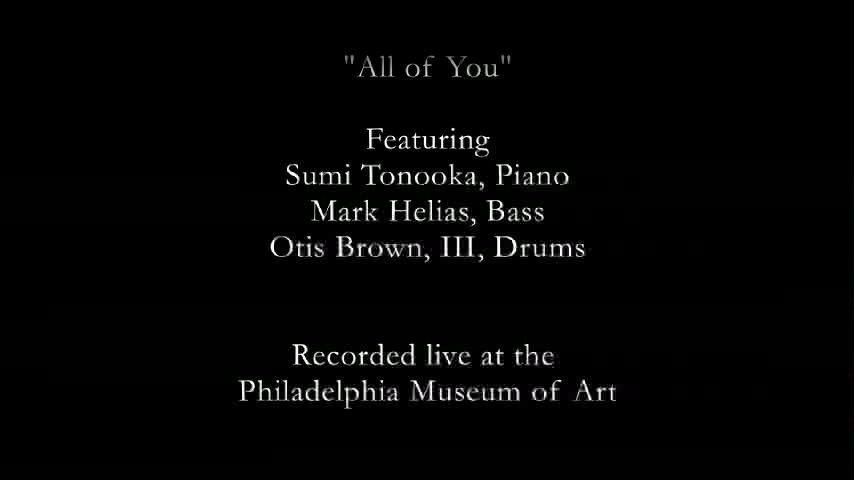 "All of You"
Featuring
Sumi Tonooka, Piano
Mark Helias, Bass
Otis Brown, III, Drums
Recorded live at the
Philadelphia Museum of Art